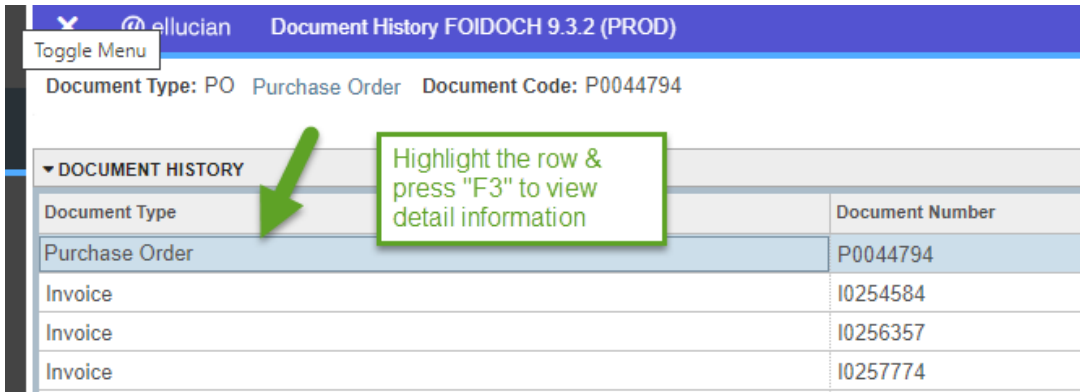 @ ellucian Document History FOIDOCH 9.3.2 (PROD)
Toggle Menu
Document Type: PO Purchase Order Document Code: P0044794
Highlight the row &
press "F3" to view
detail information
DOCUMENT HISTORY
Document Type Document Number
Purchase Order P0044794
Invoice I0254584
Invoice I0256357
Invoice I0257774